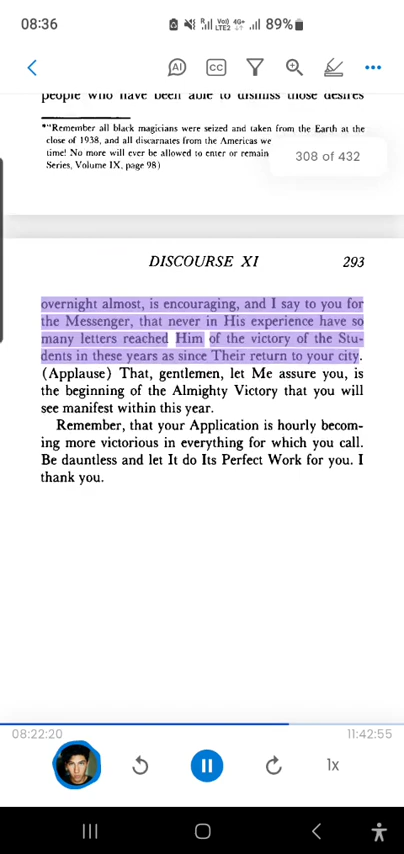 08:36
R Vo) 4G+ 89%
LTE2
AI CC
people who have been able to dismiss those desires
*"Remember all black magicians were seized and taken from the Earth at the
close of 1938, and all discarnates from the Americas we
time! No more will ever be allowed to enter or remain
Series, Volume IX, page 98)
308 of 432
DISCOURSE XI 293
overnight almost, is encouraging, and I say to you for
the Messenger, that never in His experience have so
many letters reached Him of the victory of the Stu-
dents in these years as since Their return to your city.
(Applause) That, gentlemen, let Me assure you, is
the beginning of the Almighty Victory that you will
see manifest within this year.
Remember, that your Application is hourly becom-
ing more victorious in everything for which you call.
Be dauntless and let It do Its Perfect Work for you. I
thank you.
08:22:20 11:42:55
1x